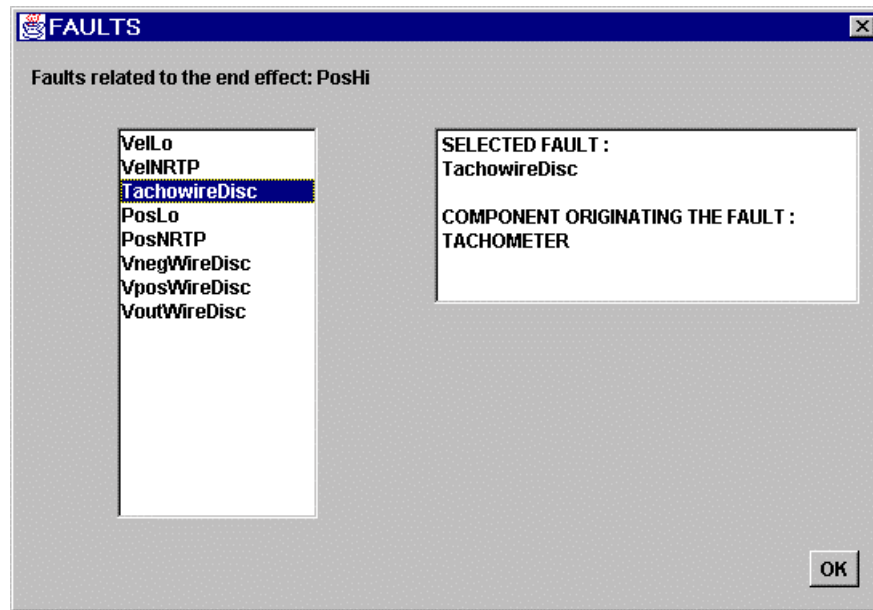 FAULTS
Faults related to the end effect: PosHi
VelLo
VelNRTP
TachowireDisc
PosLo
PosNRTP
VnegWireDisc
VposWireDisc
VoutWireDisc
SELECTED FAULT :
TachowireDisc
COMPONENT ORIGINATING THE FAULT :
TACHOMETER
OK